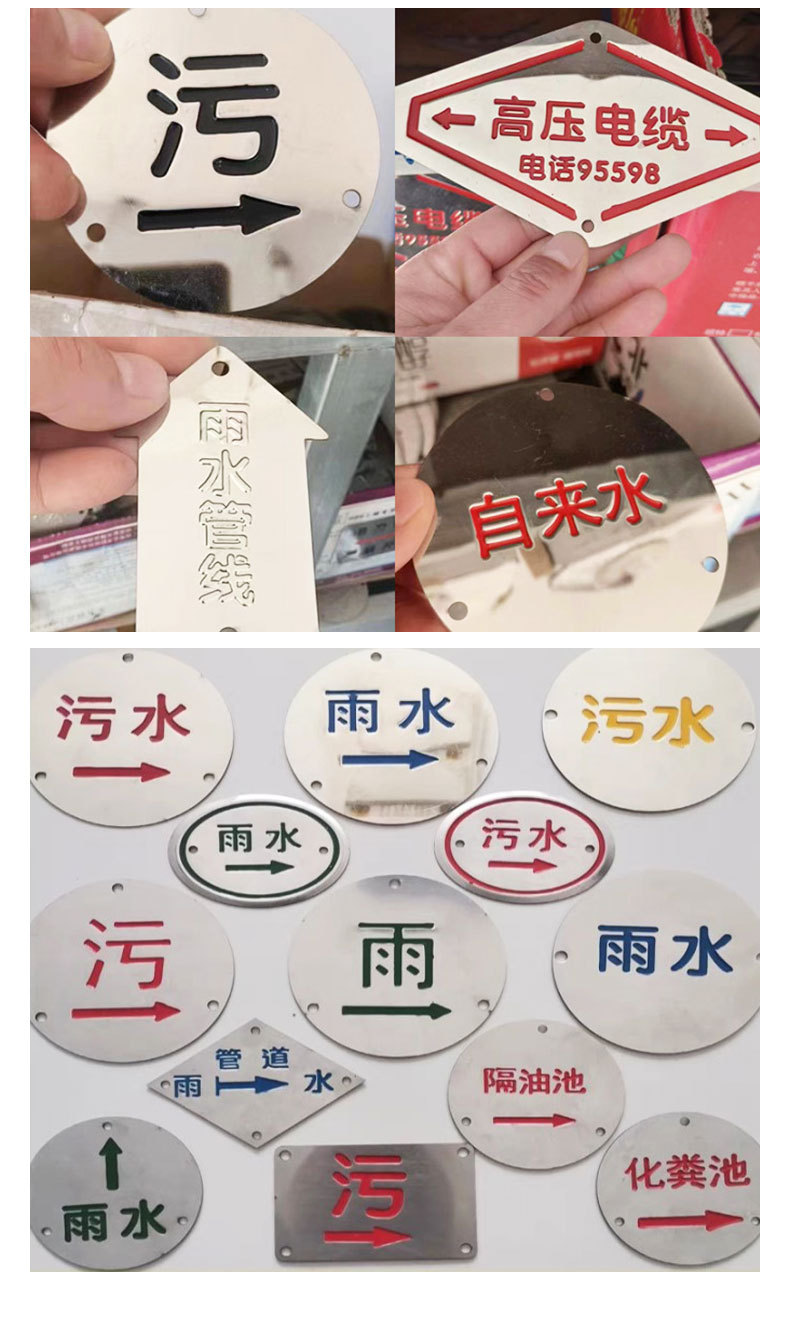 污
高压电缆
电话95598
雨水管线
自来水
污水
雨水
污水
雨水
污水
污
雨
雨水
管道
雨 水
隔油池
雨水
污
化粪池